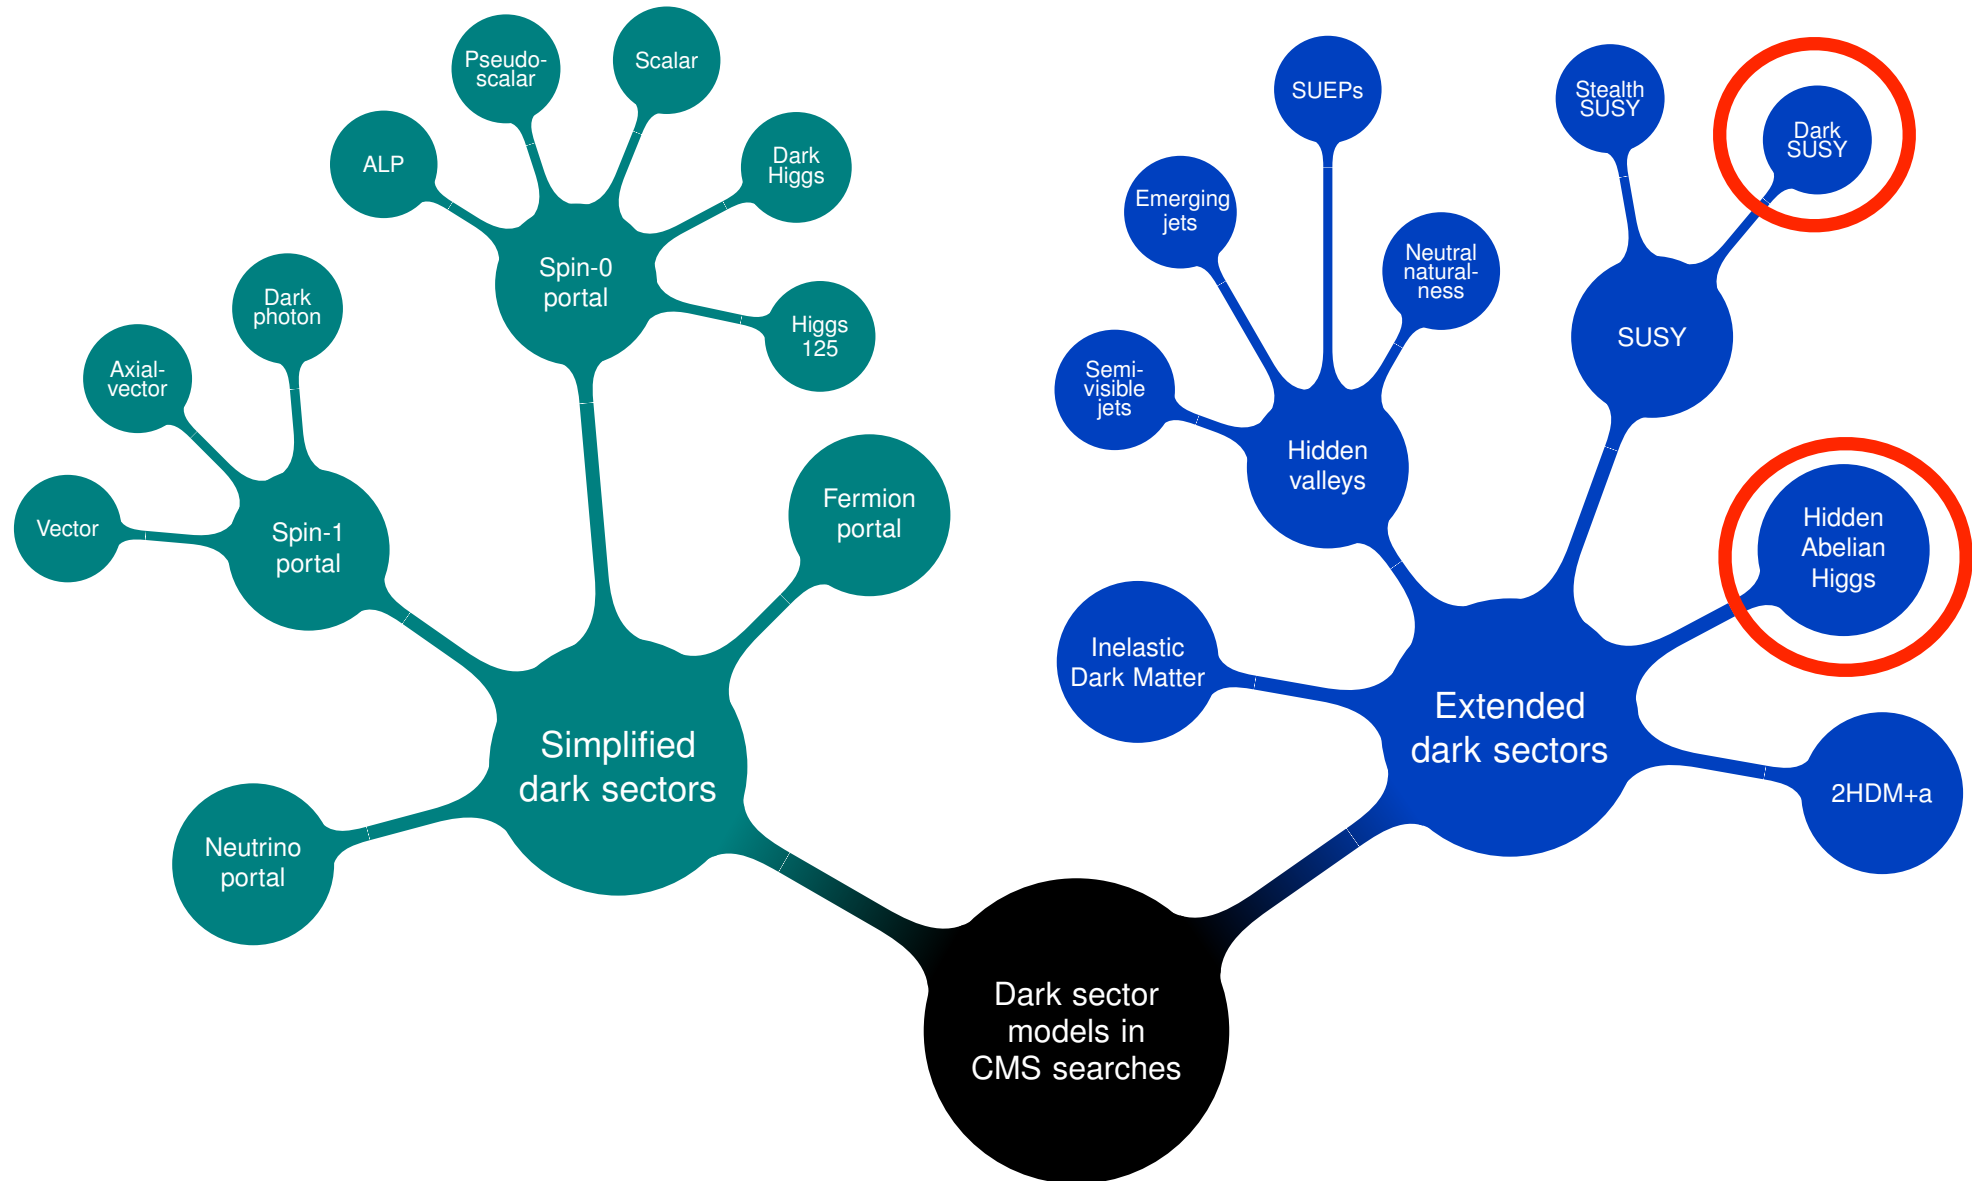 Pseudo-
scalar
Scalar
ALP
Dark
Higgs
Spin-0
portal
Higgs
125
Dark
photon
Axial-
vector
Vector
Spin-1
portal
Fermion
portal
Simplified
dark sectors
Neutrino
portal
SUEPs
Stealth
SUSY
Dark
SUSY
Emerging
jets
Neutral
natural-
ness
SUSY
Semi-
visible
jets
Hidden
valleys
Hidden
Abelian
Higgs
Inelastic
Dark Matter
Extended
dark sectors
2HDM+a
Dark sector
models in
CMS searches